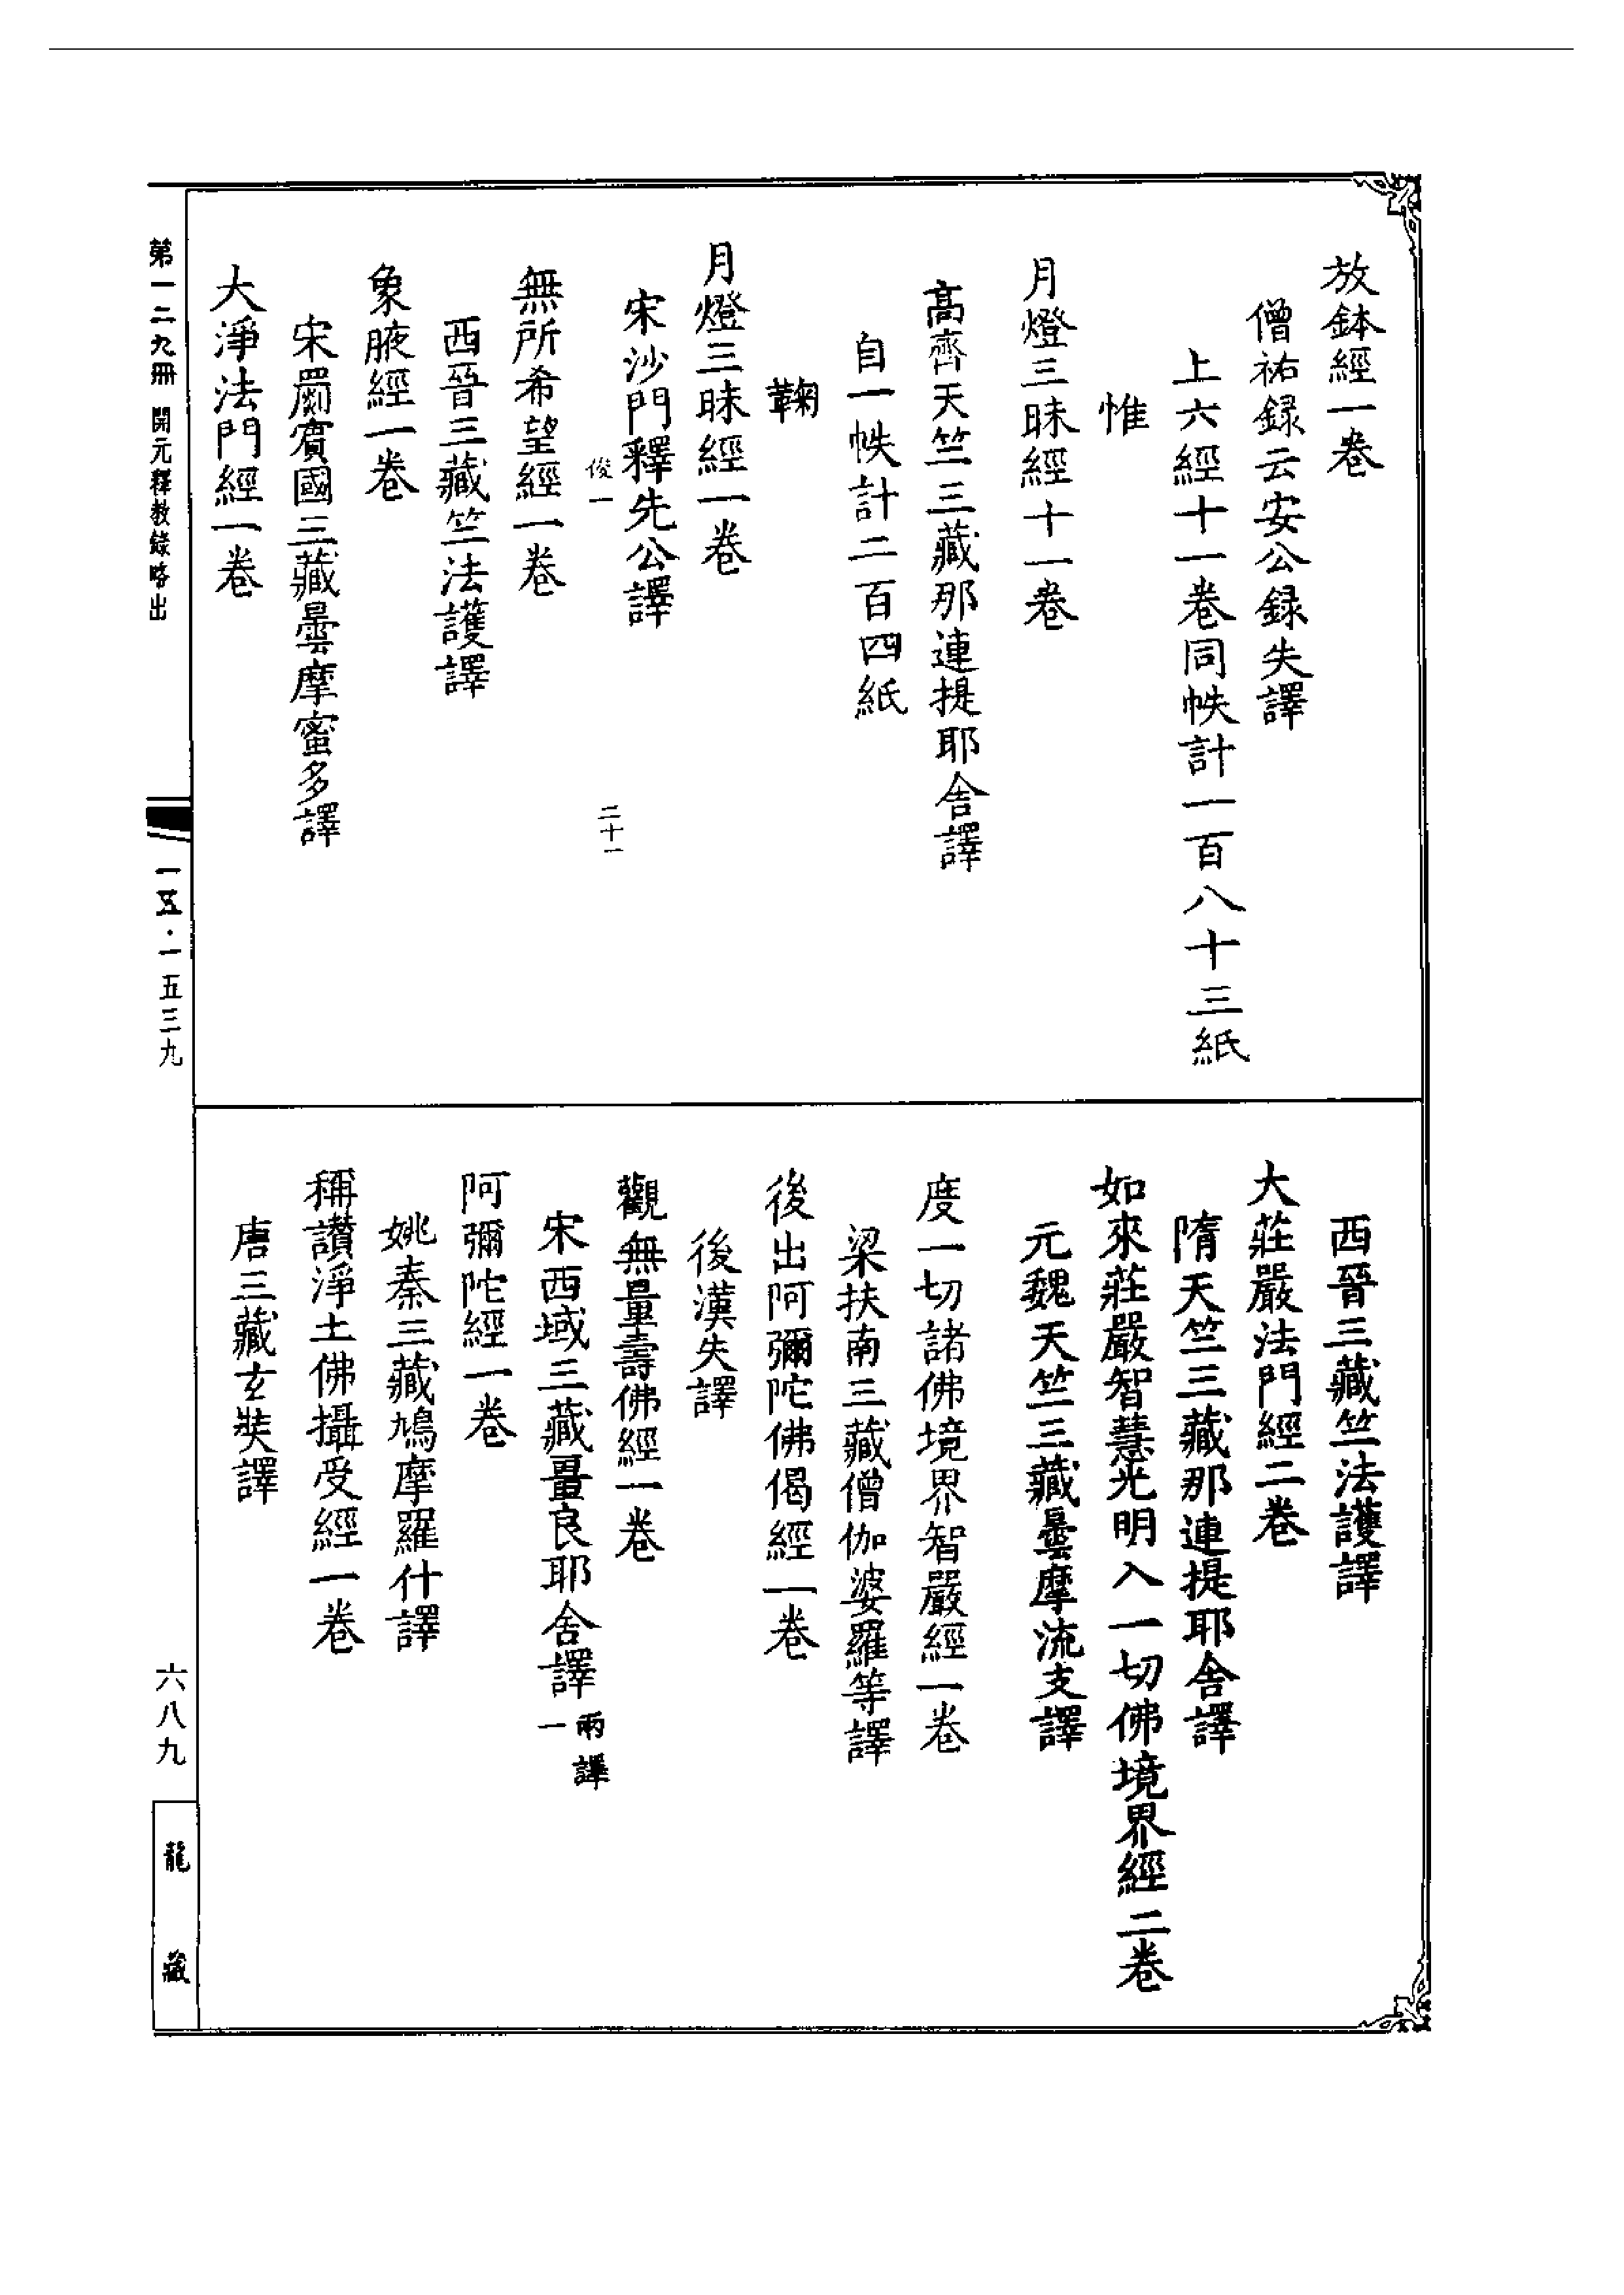 放鉢經一卷
僧祐録云安公録失譯
上六經十一卷同帙計一百八十三紙
惟
月燈三昧經十一卷
高齊天竺三藏那連提耶舍譯
自一帙計二百四紙
鞠
月燈三昧經一卷
宋沙門釋先公譯
俊一
二十一
無所希望經一卷
西晉三藏竺法護譯
象腋經一卷
宋罽賓國三藏曇摩蜜多譯
大淨法門經一卷
西晉三藏竺法護譯
大莊嚴法門經二卷
隋天竺三藏那連提耶舍譯
如來莊嚴智慧光明入一切佛境界經二卷
元魏天竺三藏曇摩流支譯
度一切諸佛境界智嚴經一卷
梁扶南三藏僧伽婆羅等譯
後出阿彌陀佛偈經一卷
後漢失譯
觀無量壽佛經一卷
宋西域三藏畺良耶舍譯 兩譯一
阿彌陀經一卷
姚秦三藏鳩摩羅什譯
稱讃淨土佛攝受經一卷
唐三藏玄奘譯
第一二九冊 開元釋教錄略出
一五·一五三九
六八九
龍藏